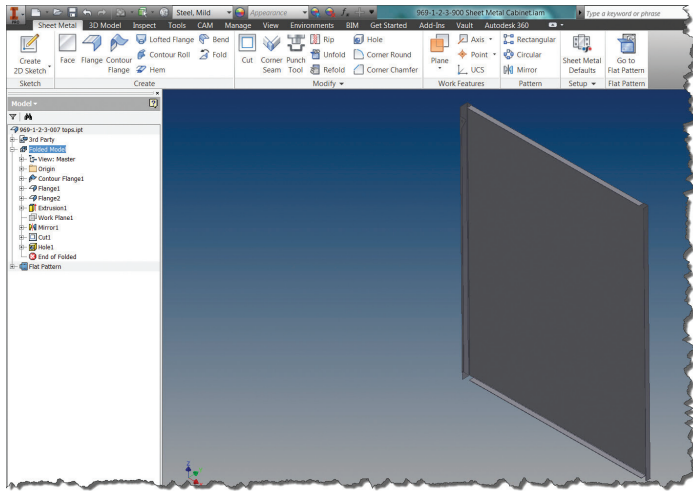 Steel, Mild Appearance 969-1-2-3-900 Sheet Metal Cabinet.iam Type a keyword or phrase
Sheet Metal 3D Model Inspect Tools CAM Manage View Environments BIM Get Started Add-Ins Vault Autodesk 360
Create
2D Sketch
Face
Flange
Contour
Flange
Lofted Flange
Contour Roll
Hem
Bend
Fold
Cut
Corner
Seam
Punch
Tool
Rip
Unfold
Refold
Hole
Corner Round
Corner Chamfer
Plane
Axis
Point
UCS
Rectangular
Circular
Mirror
Sheet Metal
Defaults
Go to
Flat Pattern
Sketch Create Modify Work Features Pattern Setup Flat Pattern
Model
969-1-2-3-007 tops.ipt
3rd Party
Folded Model
View: Master
Origin
Contour Flange1
Flange1
Flange2
Extrusion1
Work Plane1
Mirror1
Cut1
Hole1
End of Folded
Flat Pattern
Z